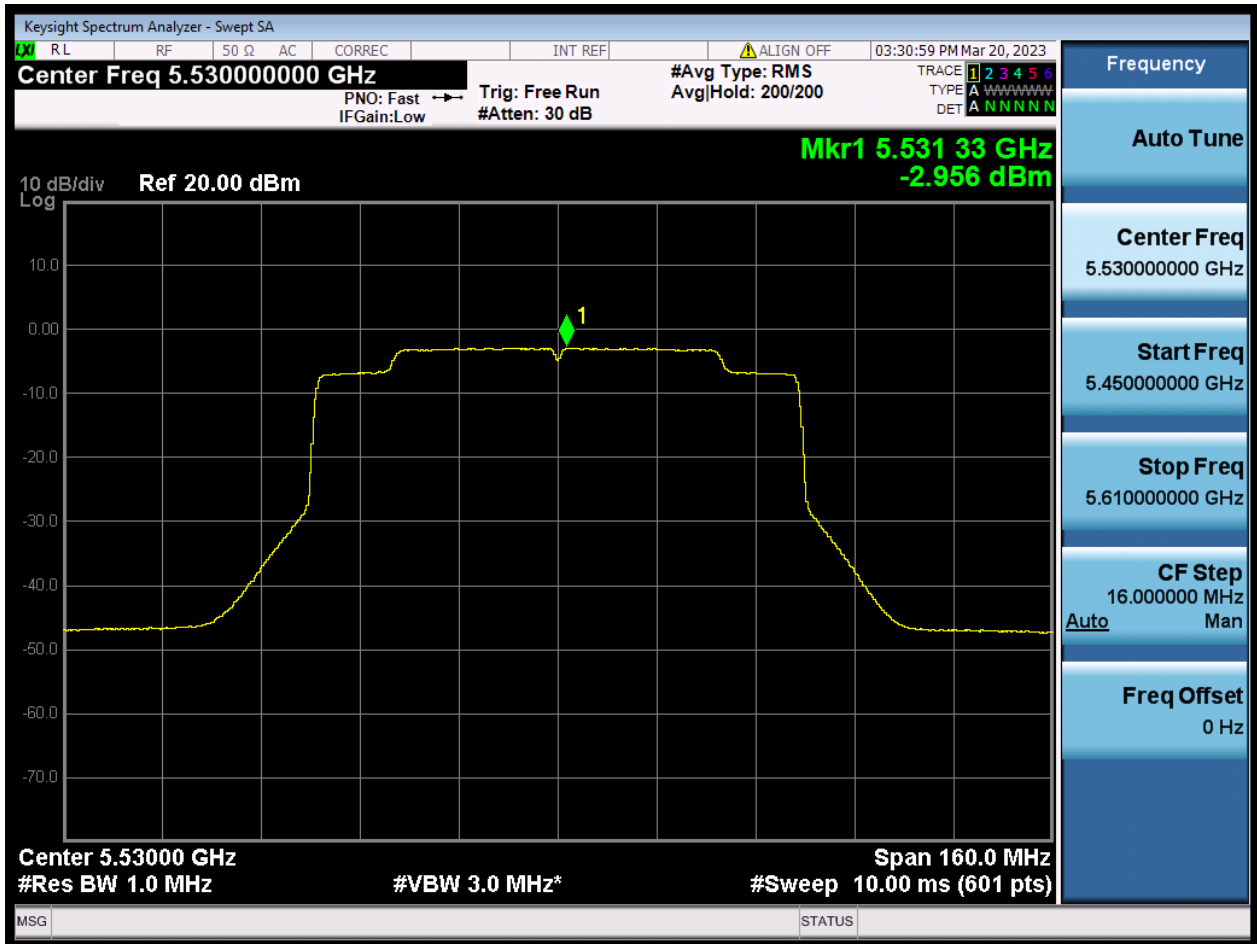 Keysight Spectrum Analyzer - Swept SA
LXI RL RF 50 Ω AC CORREC INT REF ALIGN OFF 03:30:59 PM Mar 20, 2023
Center Freq 5.530000000 GHz
PNO: Fast
IFGain:Low
Trig: Free Run
#Atten: 30 dB
#Avg Type: RMS
Avg|Hold: 200/200
TRACE 1 2 3 4 5 6
TYPE A WWWWW
DET A N N N N N
Mkr1 5.531 33 GHz
-2.956 dBm
10 dB/div Ref 20.00 dBm
Log
1
10.0
0.00
-10.0
-20.0
-30.0
-40.0
-50.0
-60.0
-70.0
Center 5.53000 GHz Span 160.0 MHz
#Res BW 1.0 MHz #VBW 3.0 MHz* #Sweep 10.00 ms (601 pts)
MSG STATUS
Frequency
Auto Tune
Center Freq
5.530000000 GHz
Start Freq
5.450000000 GHz
Stop Freq
5.610000000 GHz
CF Step
16.000000 MHz
Auto Man
Freq Offset
0 Hz